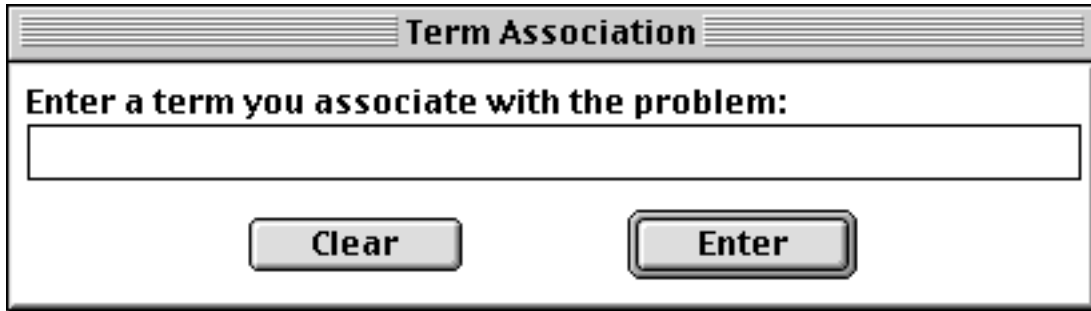 Term Association
Enter a term you associate with the problem:
Clear Enter